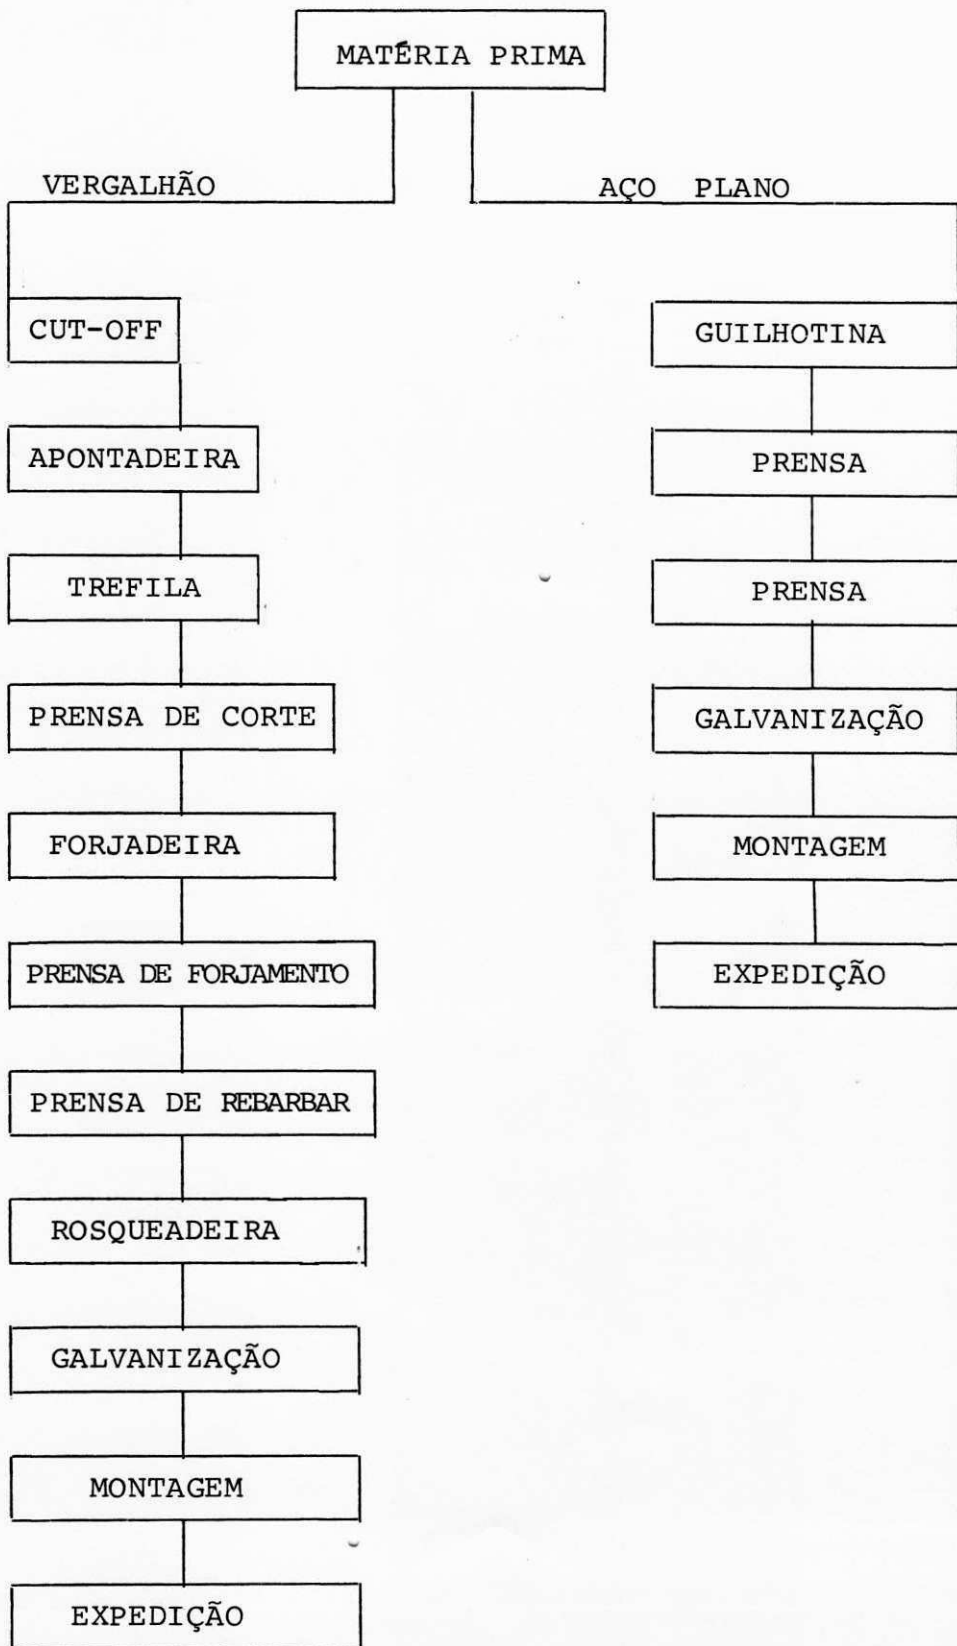 MATÉRIA PRIMA
VERGALHÃO
AÇO PLANO
CUT-OFF
APONTADEIRA
TREFILA
PRENSA DE CORTE
FORJADEIRA
PRENSA DE FORJAMENTO
PRENSA DE REBARBAR
ROSQUEADEIRA
GALVANIZAÇÃO
MONTAGEM
EXPEDIÇÃO
GUILHOTINA
PRENSA
PRENSA
GALVANIZAÇÃO
MONTAGEM
EXPEDIÇÃO